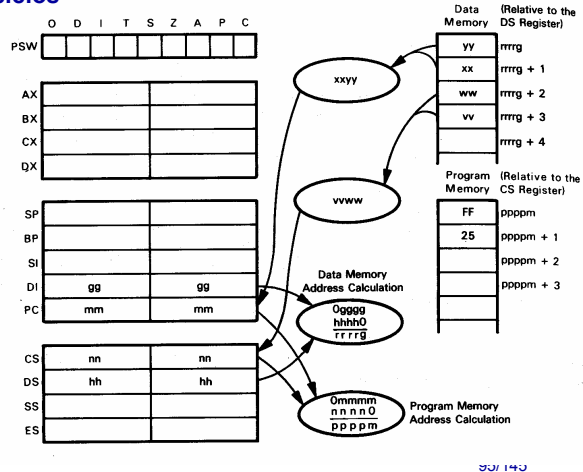 O D I T S Z A P C
PSW
AX
BX
CX
DX
SP
BP
SI
DI gg gg
PC mm mm
CS nn nn
DS hh hh
SS
ES
xxyy
vvww
Data Memory
Address Calculation
0gggg
hhhh0
rrrrg
0mmmm
nnnn0
ppppm
Program Memory
Address Calculation
Data
Memory
(Relative to the
DS Register)
yy rrrrg
xx rrrrg + 1
ww rrrrg + 2
vv rrrrg + 3
rrrrg + 4
Program
Memory
(Relative to the
CS Register)
FF ppppm
25 ppppm + 1
ppppm + 2
ppppm + 3
95/145